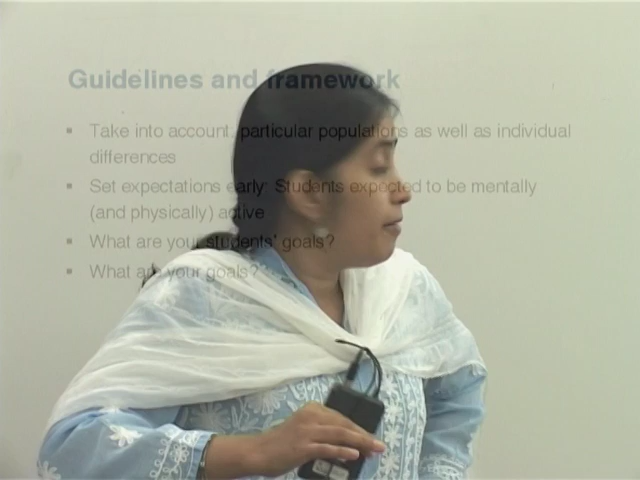 Guidelines and framework
▪ Take into account, particular populations as well as individual
differences
▪ Set expectations early: Students expected to be mentally
(and physically) active
▪ What are your students' goals?
▪ What are your goals?